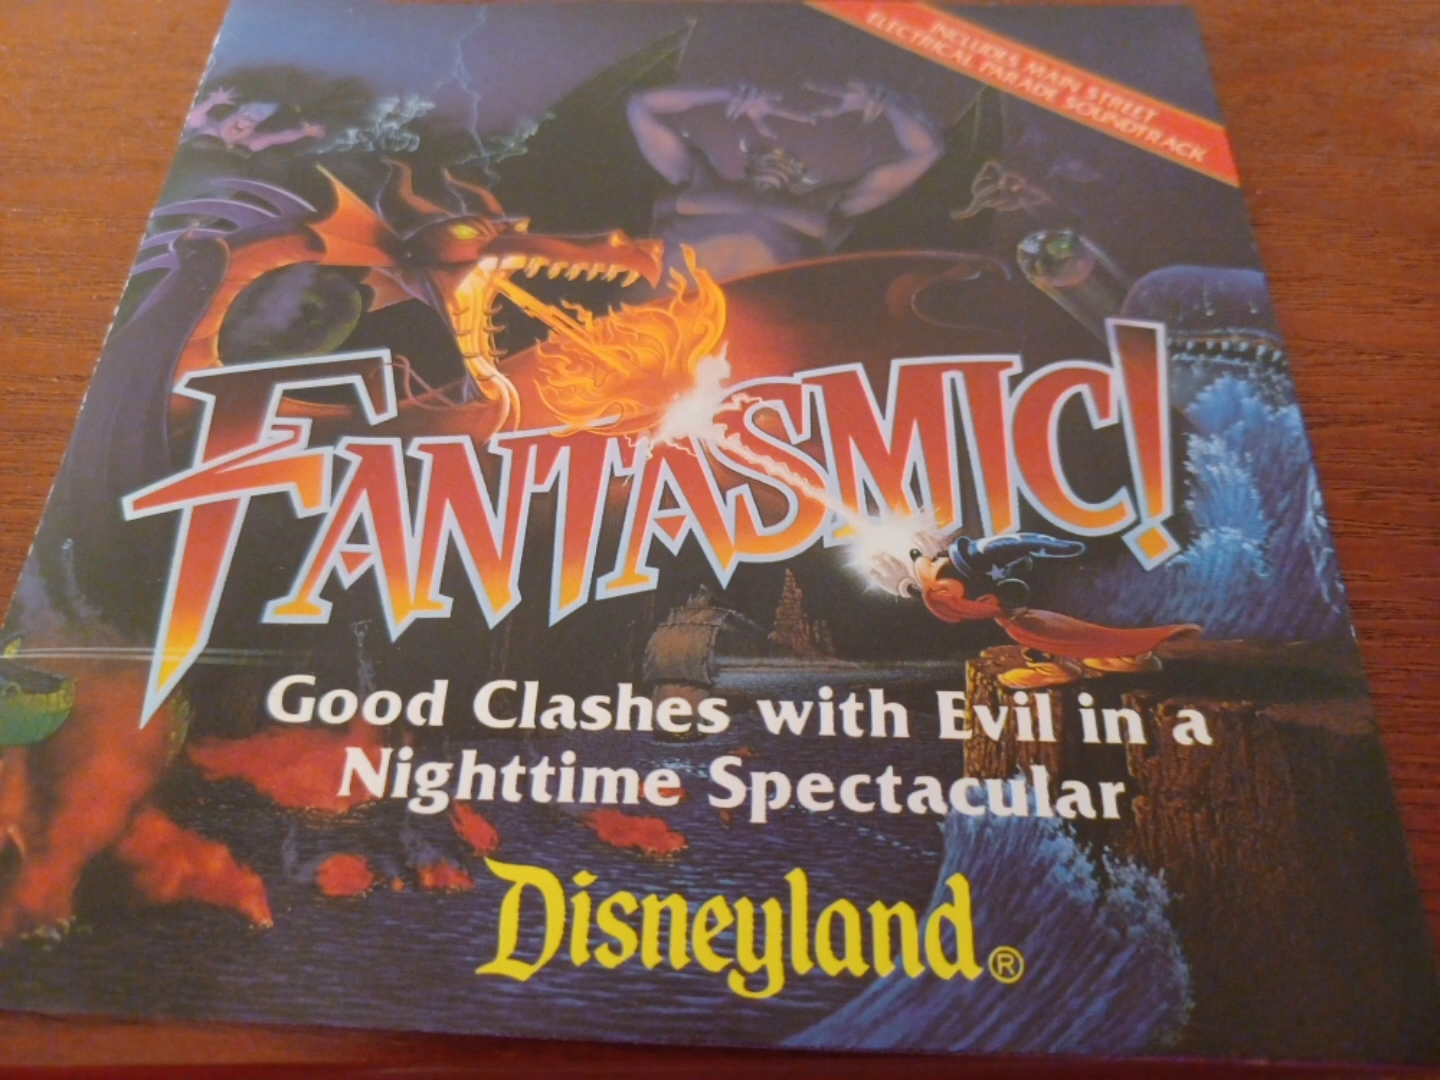 INCLUDES MAIN STREET
ELECTRICAL PARADE SOUNDTRACK
FANTASMIC!
Good Clashes with Evil in a
Nighttime Spectacular
Disneyland®